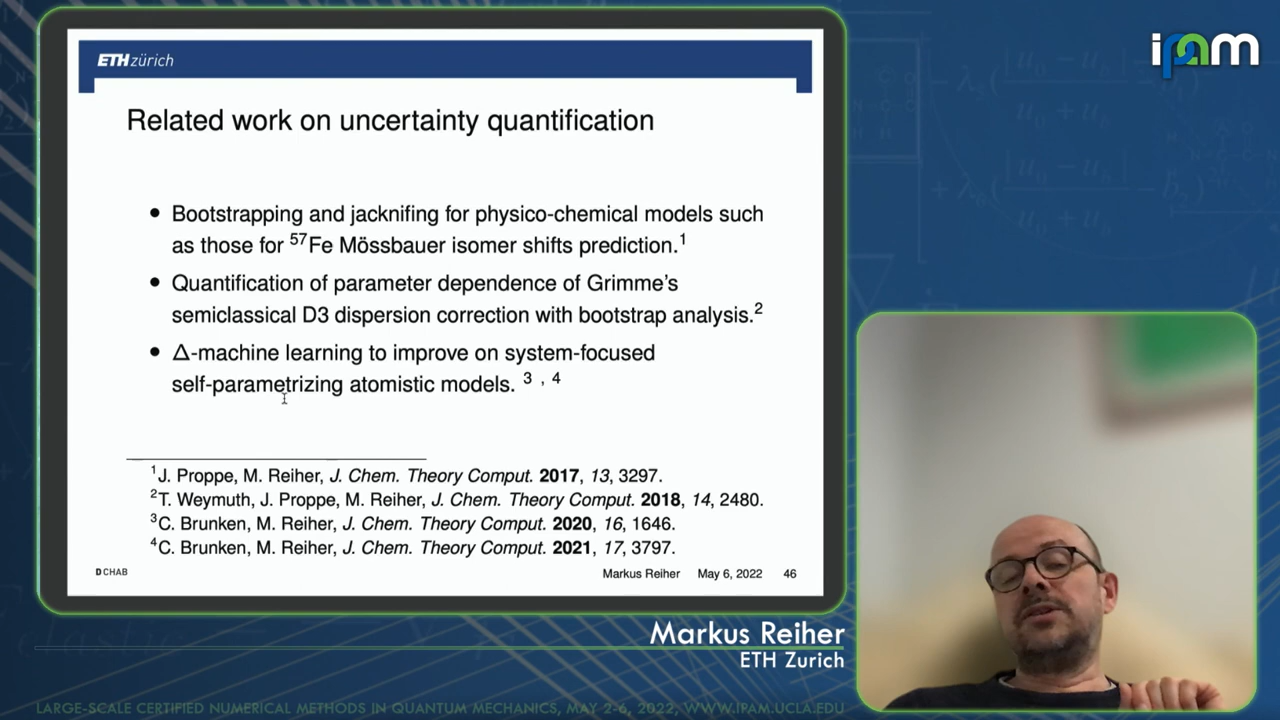 ETH zürich
ipam
Related work on uncertainty quantification
• Bootstrapping and jacknifing for physico-chemical models such
as those for ⁵⁷Fe Mössbauer isomer shifts prediction.¹
• Quantification of parameter dependence of Grimme's
semiclassical D3 dispersion correction with bootstrap analysis.²
• Δ-machine learning to improve on system-focused
self-parametrizing atomistic models. ³ , ⁴
¹J. Proppe, M. Reiher, J. Chem. Theory Comput. 2017, 13, 3297.
²T. Weymuth, J. Proppe, M. Reiher, J. Chem. Theory Comput. 2018, 14, 2480.
³C. Brunken, M. Reiher, J. Chem. Theory Comput. 2020, 16, 1646.
⁴C. Brunken, M. Reiher, J. Chem. Theory Comput. 2021, 17, 3797.
D CHAB
Markus Reiher May 6, 2022 46
Markus Reiher
ETH Zurich
LARGE-SCALE CERTIFIED NUMERICAL METHODS IN QUANTUM MECHANICS, MAY 2-6, 2022, WWW.IPAM.UCLA.EDU